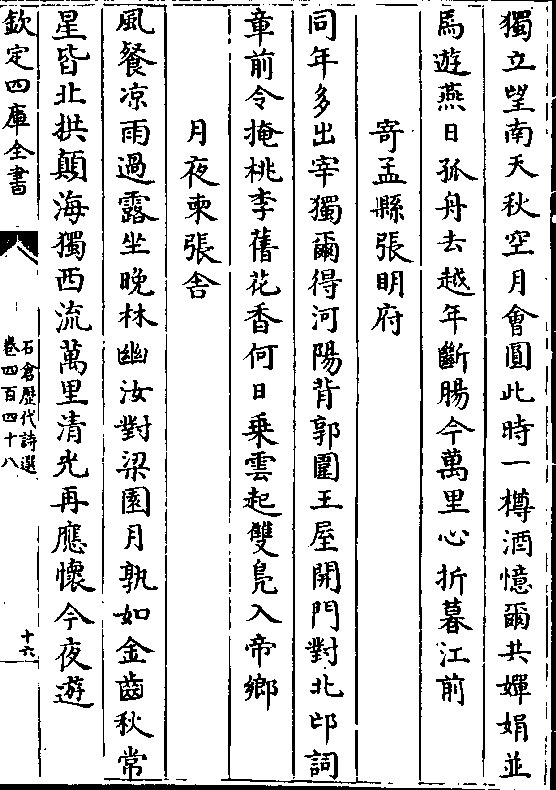 獨立望南天秋空月會圓此時一樽酒憶爾共嬋娟並
馬遊燕日孤舟去越年斷腸今萬里心折暮江前
寄孟縣張明府
同年多出宰獨爾得河陽背郭圍王屋開門對北邙詞
章前令掩桃李舊花香何日乗雲起雙鳧入帝鄉
月夜柬張舎
風餐凉雨過露坐晚林幽汝對梁園月孰如金齒秋常
星昏北拱顛海獨西流萬里清光再應懷今夜遊
欽定四庫全書
石倉歴代詩選
卷四百四十八
十六